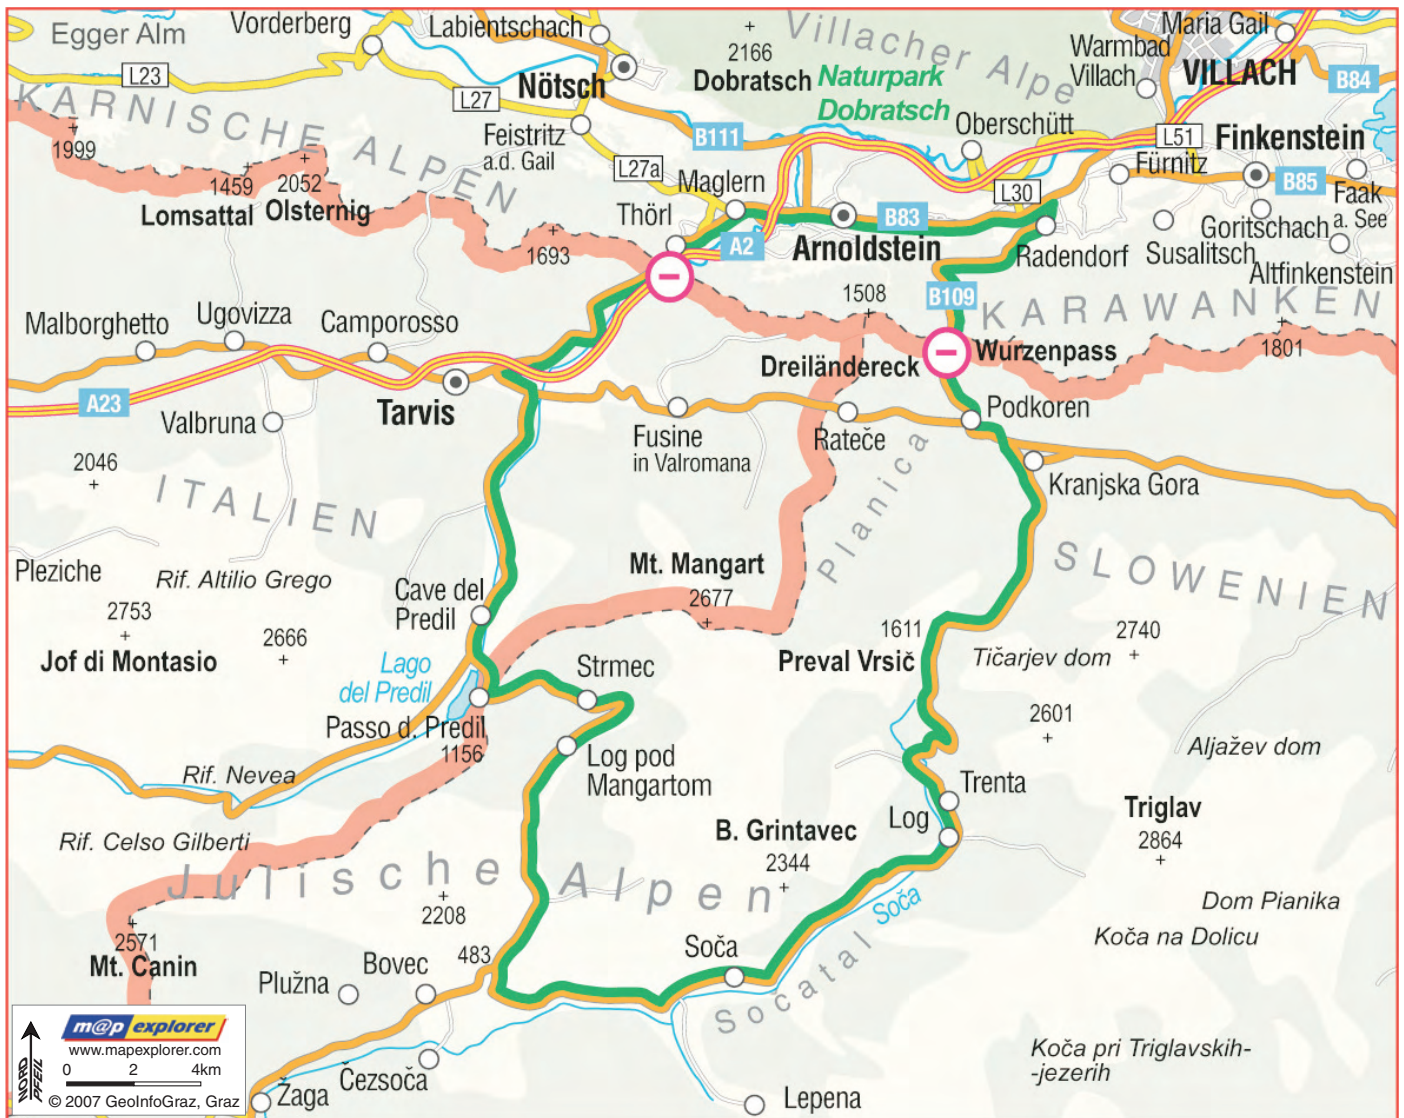 Egger Alm
Vorderberg
Labientschach
2166
Dobratsch
Villacher Alpe
Naturpark
Dobratsch
Maria Gail
Warmbad
Villach
VILLACH
B84
L23
L27
Nötsch
KARNISCHE ALPEN
1999
Feistritz
a.d. Gail
B111
Oberschütt
L51
Finkenstein
Fürnitz
B85
Faak
a. See
L27a
Maglern
L30
1459
2052
Lomsattal
Olsternig
Thörl
1693
A2
B83
Arnoldstein
Radendorf
Susalitsch
Goritschach
Altfinkenstein
B109
KARAWANKEN
1508
1801
Malborghetto
Ugovizza
Camporosso
Dreiländereck
Wurzenpass
A23
Tarvis
Valbruna
Fusine
in Valromana
Rateče
Podkoren
Kranjska Gora
Planica
2046
ITALIEN
SLOWENIEN
Pleziche
Rif. Altilio Grego
Cave del
Predil
Mt. Mangart
2677
2753
Jof di Montasio
2666
1611
Preval Vrsič
Tičarjev dom
2740
Lago
del Predil
Strmec
Passo d. Predil
1156
2601
Log pod
Mangartom
Aljažev dom
Rif. Nevea
Trenta
Log
Triglav
2864
Rif. Celso Gilberti
B. Grintavec
2344
Julische Alpen
2208
Soča
Dom Pianika
Koča na Dolicu
2571
Mt. Canin
483
Bovec
Plužna
Soča
Sočatal
Koča pri Triglavskih-
-jezerih
Čezsoča
Žaga
Lepena
NORD
PFEIL
m@p explorer
www.mapexplorer.com
0 2 4km
© 2007 GeoInfoGraz, Graz